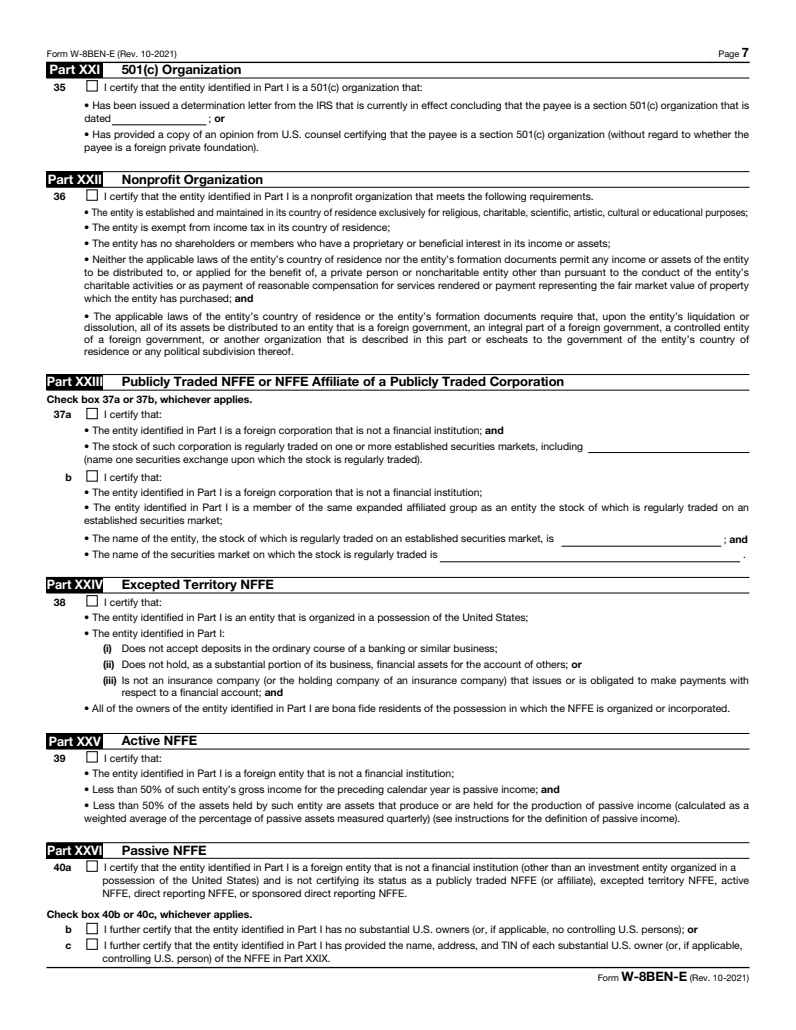 Form W-8BEN-E (Rev. 10-2021) Page 7
Part XXI 501(c) Organization
35 I certify that the entity identified in Part I is a 501(c) organization that:
• Has been issued a determination letter from the IRS that is currently in effect concluding that the payee is a section 501(c) organization that is
dated ; or
• Has provided a copy of an opinion from U.S. counsel certifying that the payee is a section 501(c) organization (without regard to whether the
payee is a foreign private foundation).
Part XXII Nonprofit Organization
36 I certify that the entity identified in Part I is a nonprofit organization that meets the following requirements.
• The entity is established and maintained in its country of residence exclusively for religious, charitable, scientific, artistic, cultural or educational purposes;
• The entity is exempt from income tax in its country of residence;
• The entity has no shareholders or members who have a proprietary or beneficial interest in its income or assets;
• Neither the applicable laws of the entity's country of residence nor the entity's formation documents permit any income or assets of the entity
to be distributed to, or applied for the benefit of, a private person or noncharitable entity other than pursuant to the conduct of the entity's
charitable activities or as payment of reasonable compensation for services rendered or payment representing the fair market value of property
which the entity has purchased; and
• The applicable laws of the entity's country of residence or the entity's formation documents require that, upon the entity's liquidation or
dissolution, all of its assets be distributed to an entity that is a foreign government, an integral part of a foreign government, a controlled entity
of a foreign government, or another organization that is described in this part or escheats to the government of the entity's country of
residence or any political subdivision thereof.
Part XXIII Publicly Traded NFFE or NFFE Affiliate of a Publicly Traded Corporation
Check box 37a or 37b, whichever applies.
37a I certify that:
• The entity identified in Part I is a foreign corporation that is not a financial institution; and
• The stock of such corporation is regularly traded on one or more established securities markets, including
(name one securities exchange upon which the stock is regularly traded).
b I certify that:
• The entity identified in Part I is a foreign corporation that is not a financial institution;
• The entity identified in Part I is a member of the same expanded affiliated group as an entity the stock of which is regularly traded on an
established securities market;
• The name of the entity, the stock of which is regularly traded on an established securities market, is ; and
• The name of the securities market on which the stock is regularly traded is .
Part XXIV Excepted Territory NFFE
38 I certify that:
• The entity identified in Part I is an entity that is organized in a possession of the United States;
• The entity identified in Part I:
(i) Does not accept deposits in the ordinary course of a banking or similar business;
(ii) Does not hold, as a substantial portion of its business, financial assets for the account of others; or
(iii) Is not an insurance company (or the holding company of an insurance company) that issues or is obligated to make payments with
respect to a financial account; and
• All of the owners of the entity identified in Part I are bona fide residents of the possession in which the NFFE is organized or incorporated.
Part XXV Active NFFE
39 I certify that:
• The entity identified in Part I is a foreign entity that is not a financial institution;
• Less than 50% of such entity's gross income for the preceding calendar year is passive income; and
• Less than 50% of the assets held by such entity are assets that produce or are held for the production of passive income (calculated as a
weighted average of the percentage of passive assets measured quarterly) (see instructions for the definition of passive income).
Part XXVI Passive NFFE
40a I certify that the entity identified in Part I is a foreign entity that is not a financial institution (other than an investment entity organized in a
possession of the United States) and is not certifying its status as a publicly traded NFFE (or affiliate), excepted territory NFFE, active
NFFE, direct reporting NFFE, or sponsored direct reporting NFFE.
Check box 40b or 40c, whichever applies.
b I further certify that the entity identified in Part I has no substantial U.S. owners (or, if applicable, no controlling U.S. persons); or
c I further certify that the entity identified in Part I has provided the name, address, and TIN of each substantial U.S. owner (or, if applicable,
controlling U.S. person) of the NFFE in Part XXIX.
Form W-8BEN-E (Rev. 10-2021)